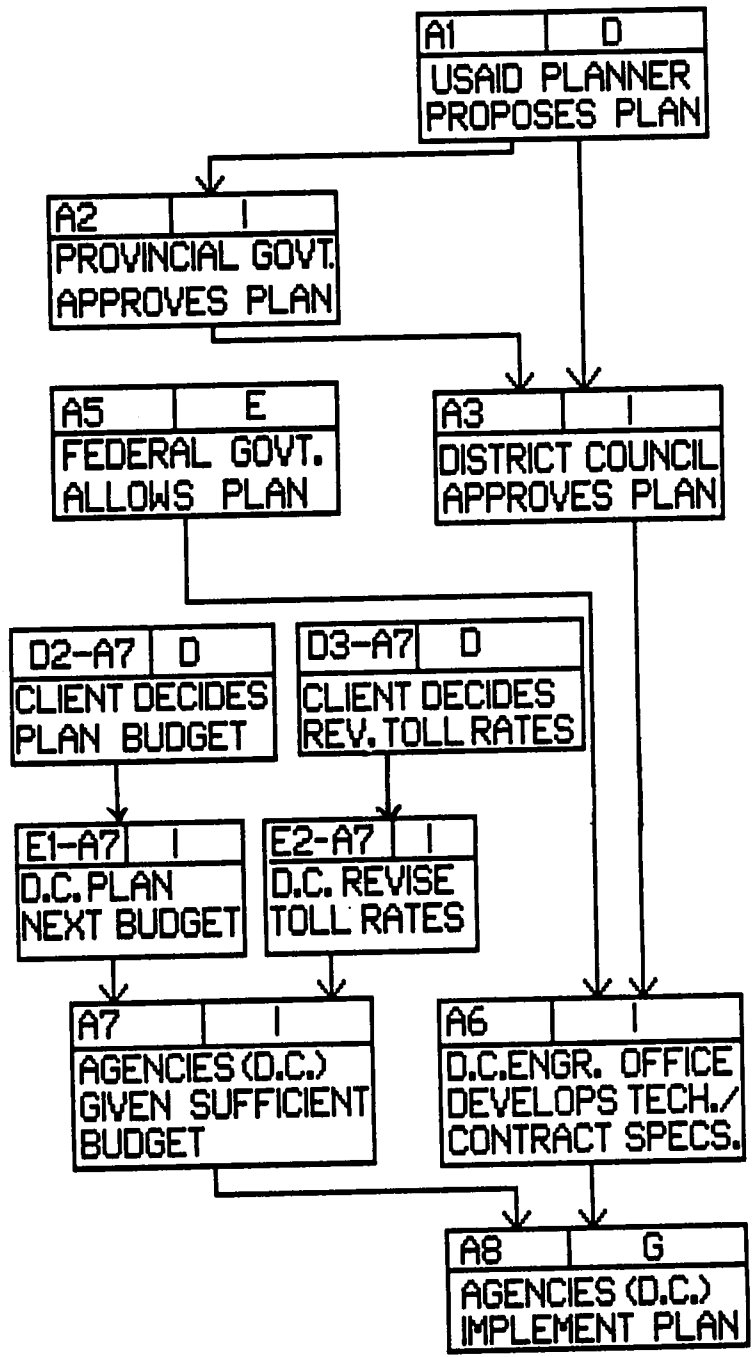 A1 D
USAID PLANNER
PROPOSES PLAN
A2 I
PROVINCIAL GOVT.
APPROVES PLAN
A5 E
FEDERAL GOVT.
ALLOWS PLAN
A3 I
DISTRICT COUNCIL
APPROVES PLAN
D2-A7 D
CLIENT DECIDES
PLAN BUDGET
D3-A7 D
CLIENT DECIDES
REV. TOLL RATES
E1-A7 I
D.C. PLAN
NEXT BUDGET
E2-A7 I
D.C. REVISE
TOLL RATES
A7 I
AGENCIES (D.C.)
GIVEN SUFFICIENT
BUDGET
A6 I
D.C.ENGR. OFFICE
DEVELOPS TECH./
CONTRACT SPECS.
A8 G
AGENCIES (D.C.)
IMPLEMENT PLAN